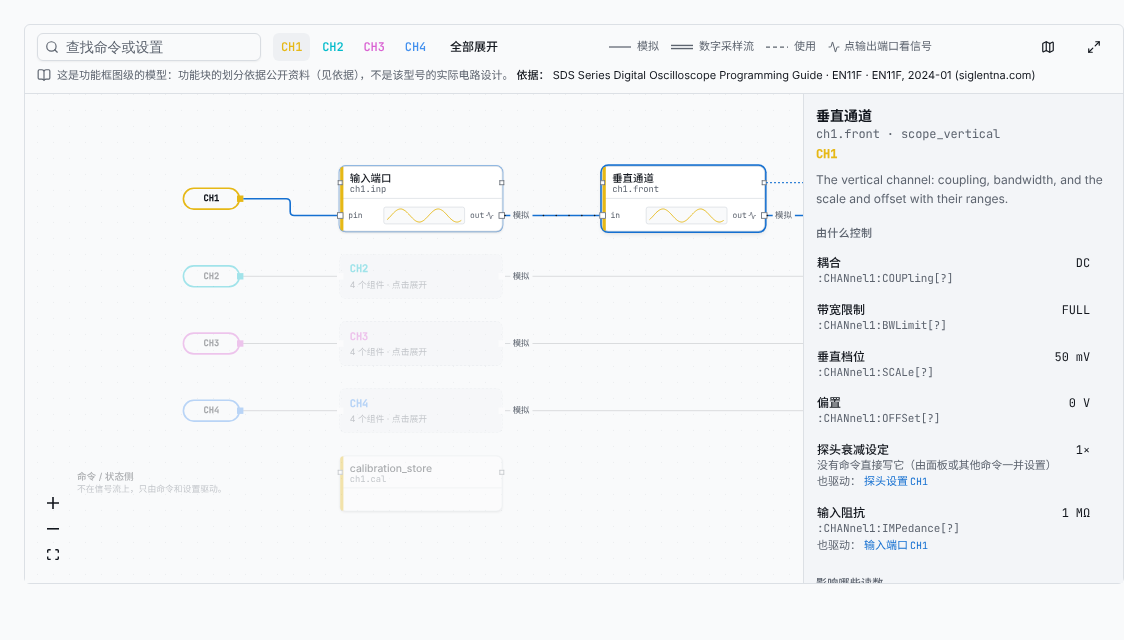 查找命令或设置
CH1 CH2 CH3 CH4 全部展开
模拟 数字采样流 使用 点输出端口看信号
这是功能框图级的模型：功能块的划分依据公开资料（见依据），不是该型号的实际电路设计。 依据： SDS Series Digital Oscilloscope Programming Guide · EN11F · EN11F, 2024-01 (siglentna.com)
CH1
输入端口
ch1.inp
pin out 模拟
垂直通道
ch1.front
in out 模拟
CH2
CH2
4 个组件 · 点击展开
模拟
CH3
CH3
4 个组件 · 点击展开
模拟
CH4
CH4
4 个组件 · 点击展开
模拟
calibration_store
ch1.cal
命令 / 状态侧
不在信号流上，只由命令和设置驱动。
垂直通道
ch1.front · scope_vertical
CH1
The vertical channel: coupling, bandwidth, and the
scale and offset with their ranges.
由什么控制
耦合 DC
:CHANnel1:COUPling[?]
带宽限制 FULL
:CHANnel1:BWLimit[?]
垂直档位 50 mV
:CHANnel1:SCALe[?]
偏置 0 V
:CHANnel1:OFFSet[?]
探头衰减设定 1×
没有命令直接写它（由面板或其他命令一并设置）
也驱动： 探头设置 CH1
输入阻抗 1 MΩ
:CHANnel1:IMPedance[?]
也驱动： 输入端口 CH1
影响哪些读数